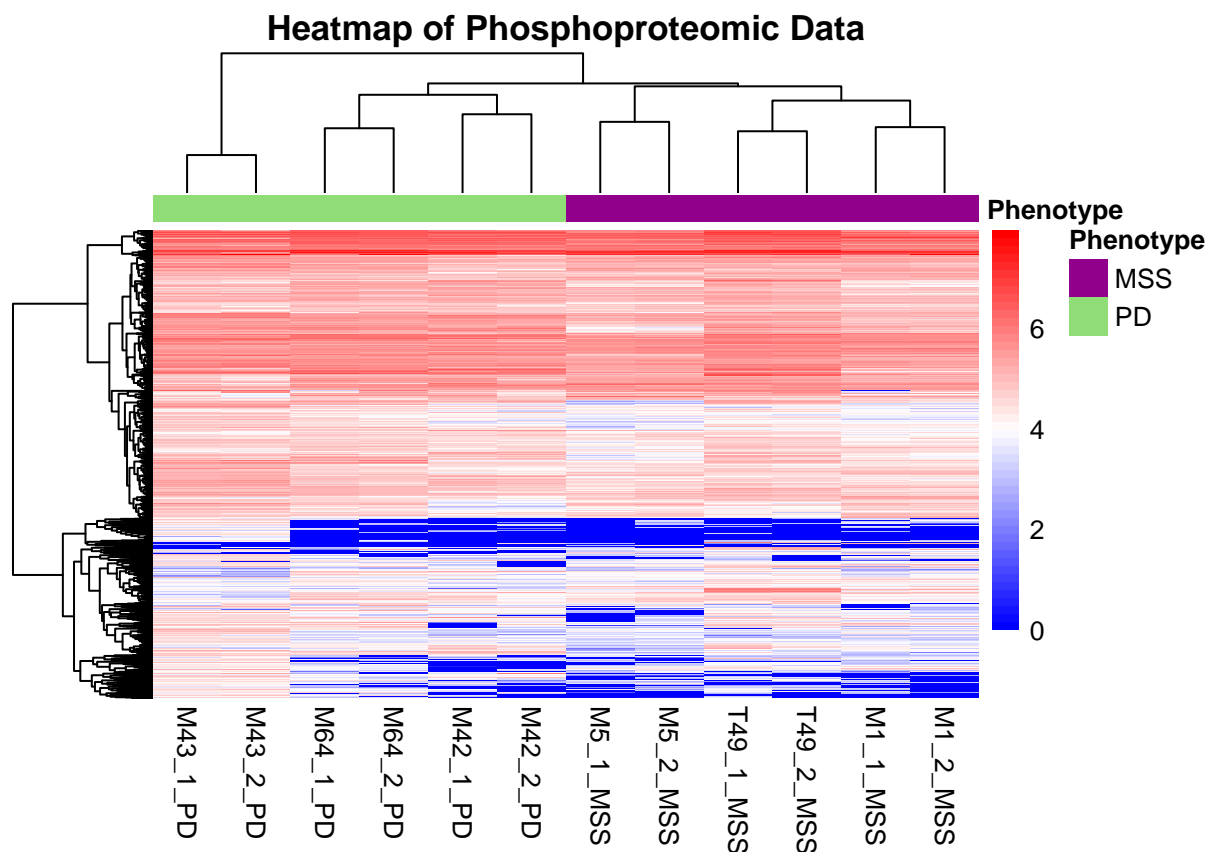 Heatmap of Phosphoproteomic Data
Phenotype
Phenotype
MSS
PD
6
4
2
0
M43_1_PD
M43_2_PD
M64_1_PD
M64_2_PD
M42_1_PD
M42_2_PD
M5_1_MSS
M5_2_MSS
T49_1_MSS
T49_2_MSS
M1_1_MSS
M1_2_MSS